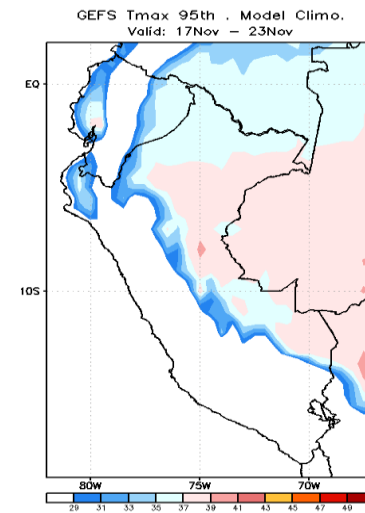 GEFS Tmax 95th . Model Climo.
Valid: 17Nov – 23Nov
EQ
10S
80W 75W 70W
29 31 33 35 37 39 41 43 45 47 49